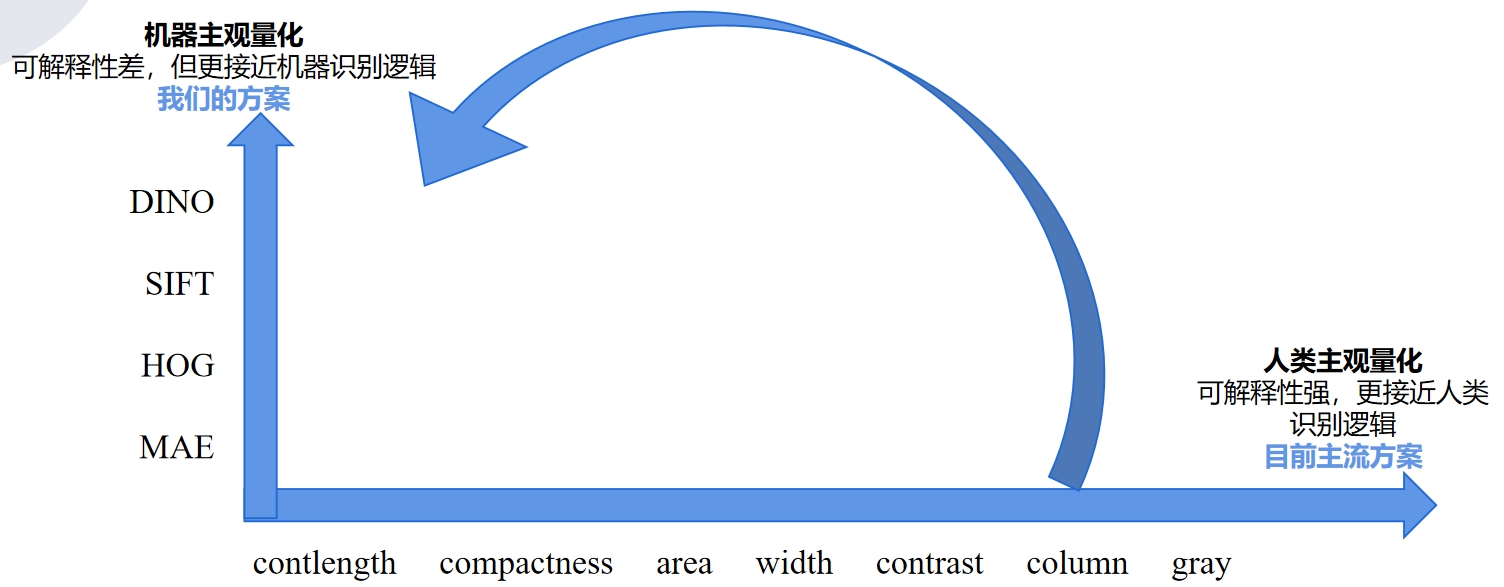 机器主观量化
可解释性差，但更接近机器识别逻辑
我们的方案
DINO
SIFT
HOG
MAE
人类主观量化
可解释性强，更接近人类
识别逻辑
目前主流方案
contlength compactness area width contrast column gray